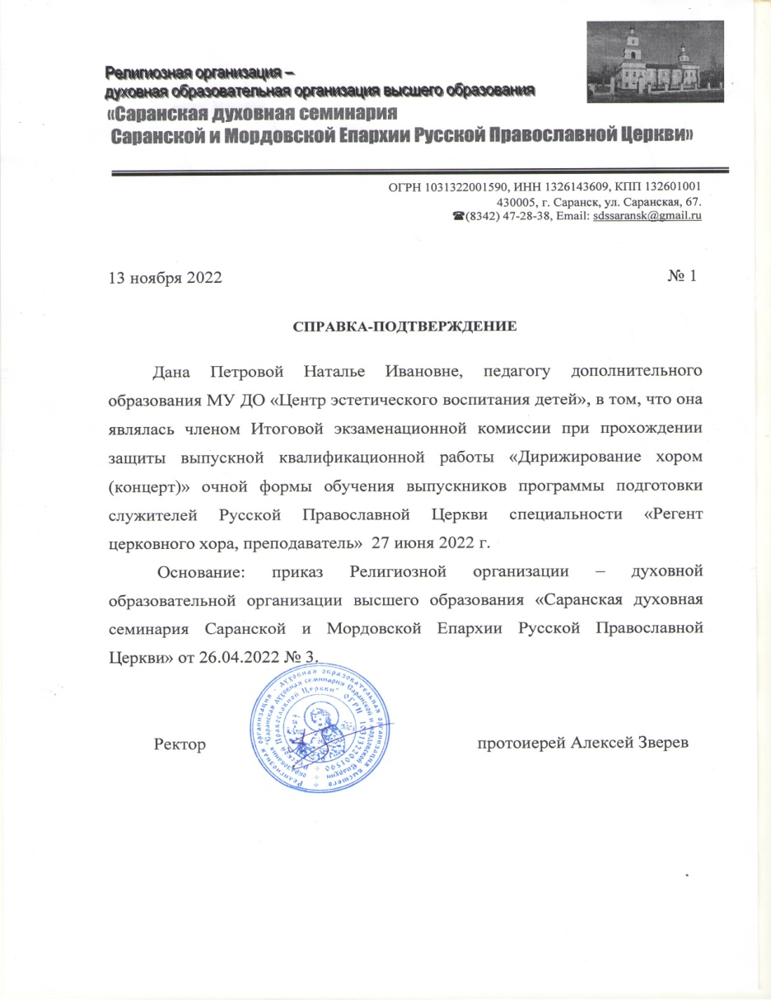 Религиозная организация –
духовная образовательная организация высшего образования
«Саранская духовная семинария
Саранской и Мордовской Епархии Русской Православной Церкви»
ОГРН 1031322001590, ИНН 1326143609, КПП 132601001
430005, г. Саранск, ул. Саранская, 67.
☎(8342) 47-28-38, Email: sdssaransk@gmail.ru
13 ноября 2022 № 1
СПРАВКА-ПОДТВЕРЖДЕНИЕ
Дана Петровой Наталье Ивановне, педагогу дополнительного
образования МУ ДО «Центр эстетического воспитания детей», в том, что она
являлась членом Итоговой экзаменационной комиссии при прохождении
защиты выпускной квалификационной работы «Дирижирование хором
(концерт)» очной формы обучения выпускников программы подготовки
служителей Русской Православной Церкви специальности «Регент
церковного хора, преподаватель» 27 июня 2022 г.
Основание: приказ Религиозной организации – духовной
образовательной организации высшего образования «Саранская духовная
семинария Саранской и Мордовской Епархии Русской Православной
Церкви» от 26.04.2022 № 3.
Религиозная организация - духовная образовательная организация высшего
образования "Саранская духовная семинария Саранской и Мордовской Епархии
Русской Православной Церкви" ОГРН 1031322001590
Ректор протоиерей Алексей Зверев